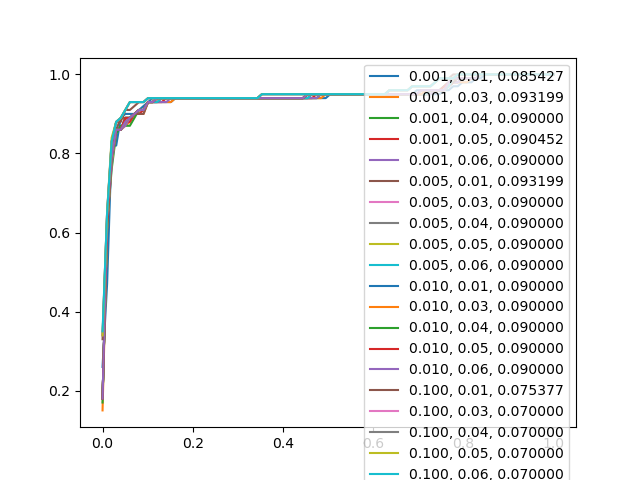 1.0
0.8
0.6
0.4
0.2
0.0 0.2 0.4 0.6 0.8 1.0
0.001, 0.01, 0.085427
0.001, 0.03, 0.093199
0.001, 0.04, 0.090000
0.001, 0.05, 0.090452
0.001, 0.06, 0.090000
0.005, 0.01, 0.093199
0.005, 0.03, 0.090000
0.005, 0.04, 0.090000
0.005, 0.05, 0.090000
0.005, 0.06, 0.090000
0.010, 0.01, 0.090000
0.010, 0.03, 0.090000
0.010, 0.04, 0.090000
0.010, 0.05, 0.090000
0.010, 0.06, 0.090000
0.100, 0.01, 0.075377
0.100, 0.03, 0.070000
0.100, 0.04, 0.070000
0.100, 0.05, 0.070000
0.100, 0.06, 0.070000